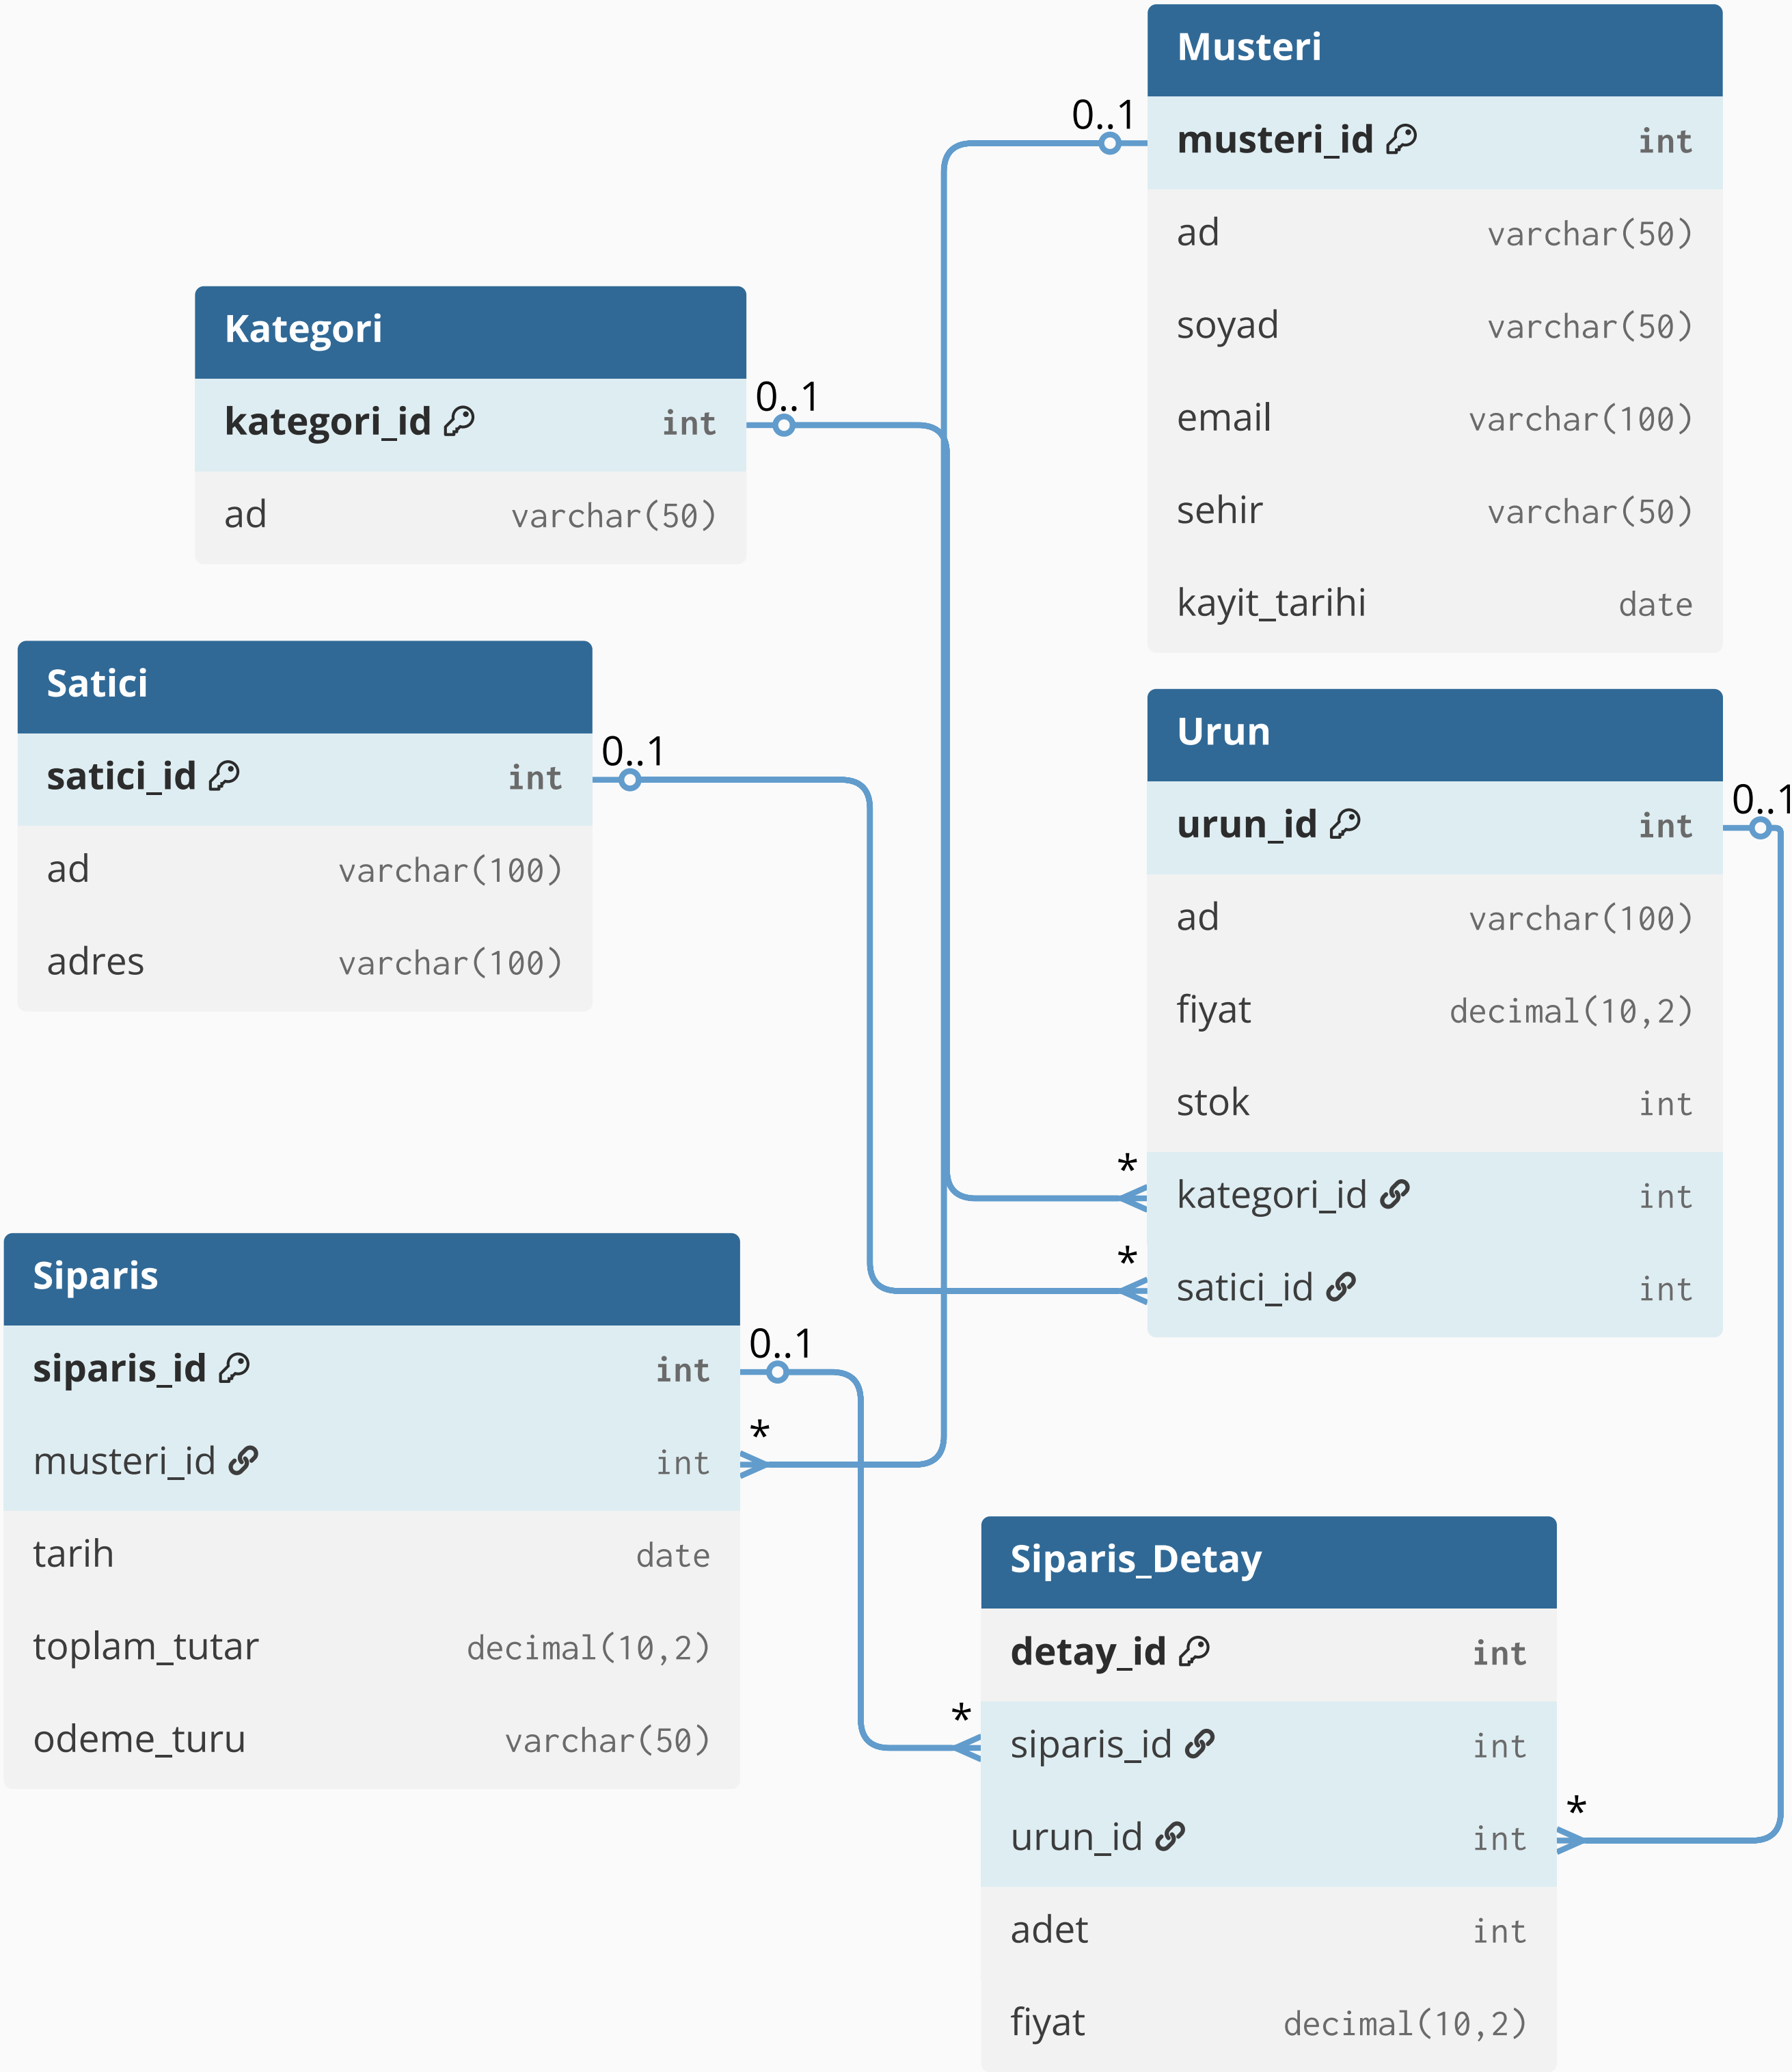 Musteri
0..1
musteri_id int
ad varchar(50)
soyad varchar(50)
email varchar(100)
sehir varchar(50)
kayit_tarihi date
Kategori
0..1
kategori_id int
ad varchar(50)
Satici
0..1
satici_id int
ad varchar(100)
adres varchar(100)
Urun
0..1
urun_id int
ad varchar(100)
fiyat decimal(10,2)
stok int
*
kategori_id int
*
satici_id int
Siparis
0..1
siparis_id int
*
musteri_id int
tarih date
toplam_tutar decimal(10,2)
odeme_turu varchar(50)
Siparis_Detay
detay_id int
*
siparis_id int
*
urun_id int
adet int
fiyat decimal(10,2)